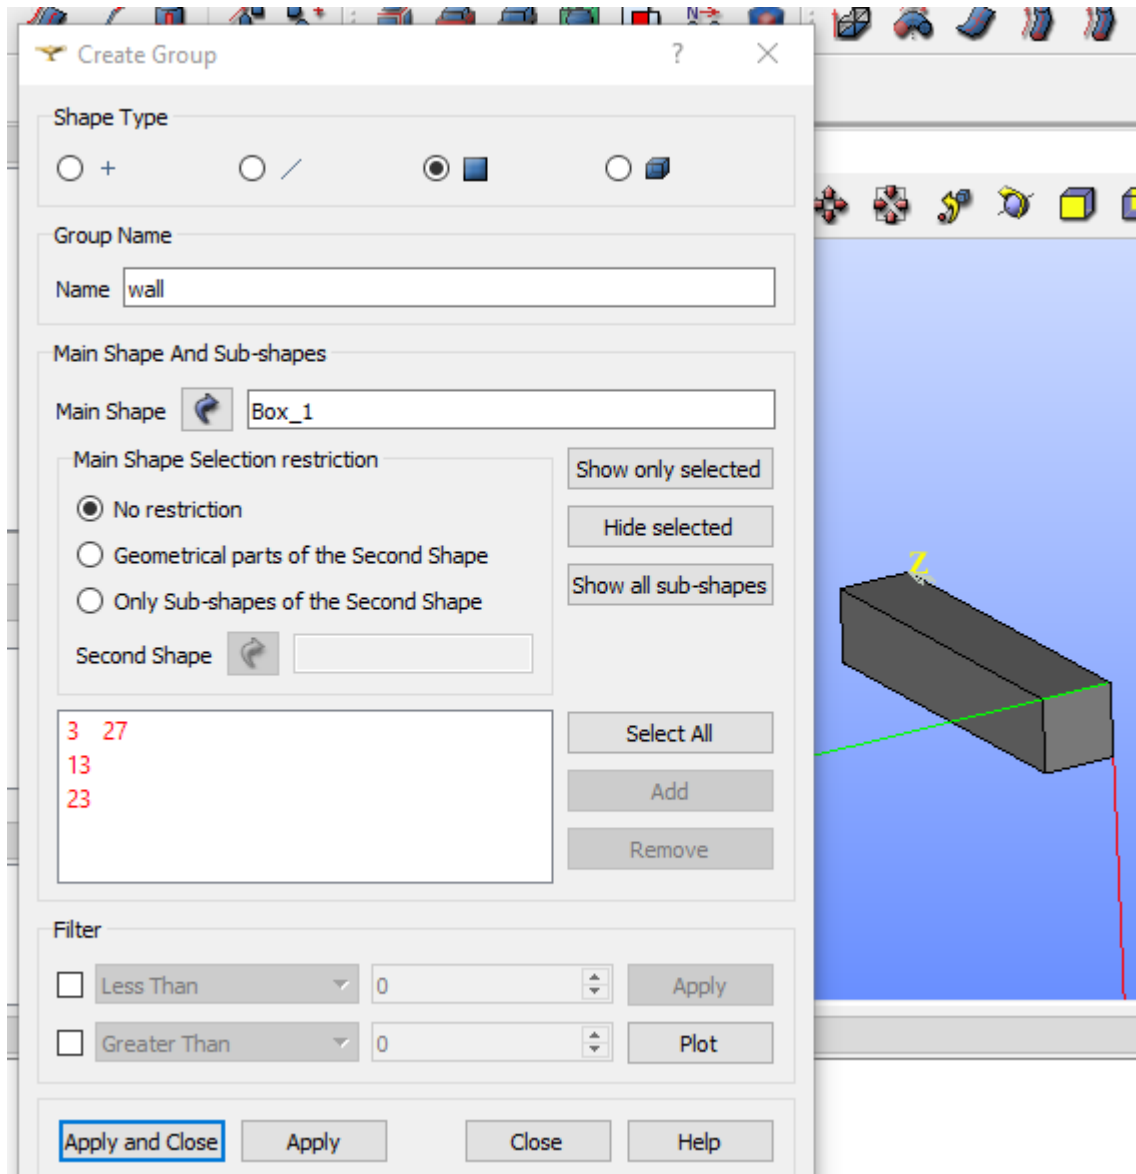 Create Group
Shape Type
Group Name
Name wall
Main Shape And Sub-shapes
Main Shape Box_1
Main Shape Selection restriction
Show only selected
No restriction
Hide selected
Geometrical parts of the Second Shape
Show all sub-shapes
Only Sub-shapes of the Second Shape
Second Shape
3 27
13
23
Select All
Add
Remove
Filter
Less Than 0 Apply
Greater Than 0 Plot
Apply and Close Apply Close Help
Z